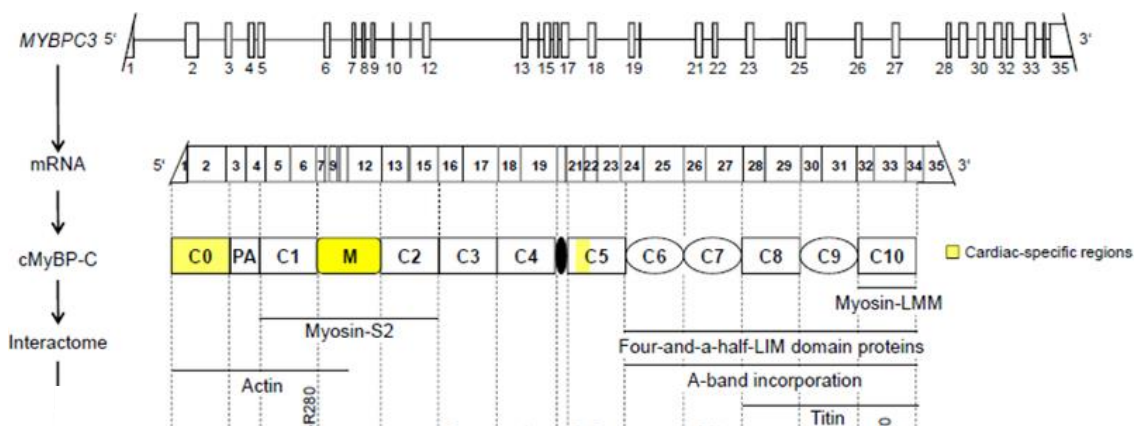 MYBPC3 5' 3'
1 2 3 4 5 6 7 8 9 10 12 13 15 17 18 19 21 22 23 25 26 27 28 30 31 32 33 35
mRNA 5' 1 2 3 4 5 6 7 9 12 13 15 16 17 18 19 21 22 23 24 25 26 27 28 29 30 31 32 33 34 35 3'
cMyBP-C C0 PA C1 M C2 C3 C4 C5 C6 C7 C8 C9 C10 Cardiac-specific regions
Myosin-LMM
Myosin-S2
Interactome
Four-and-a-half-LIM domain proteins
Actin
A-band incorporation
R280
Titin